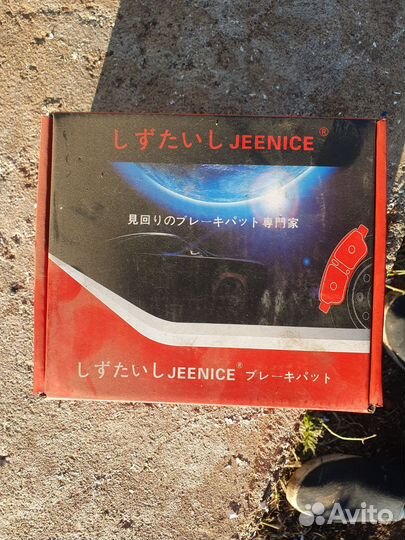 しずたいし JEENICE®
見回りのブレーキパット専門家
しずたいし JEENICE® ブレーキパット
Avito